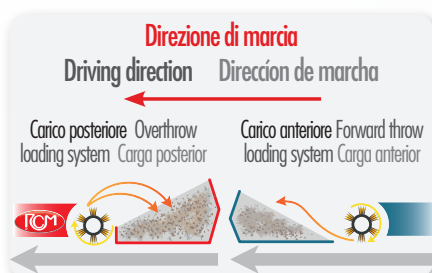 Direzione di marcia
Driving direction Direccíon de marcha
Carico posteriore Overthrow
loading system Carga posterior
Carico anteriore Forward throw
loading system Carga anterior
RCM